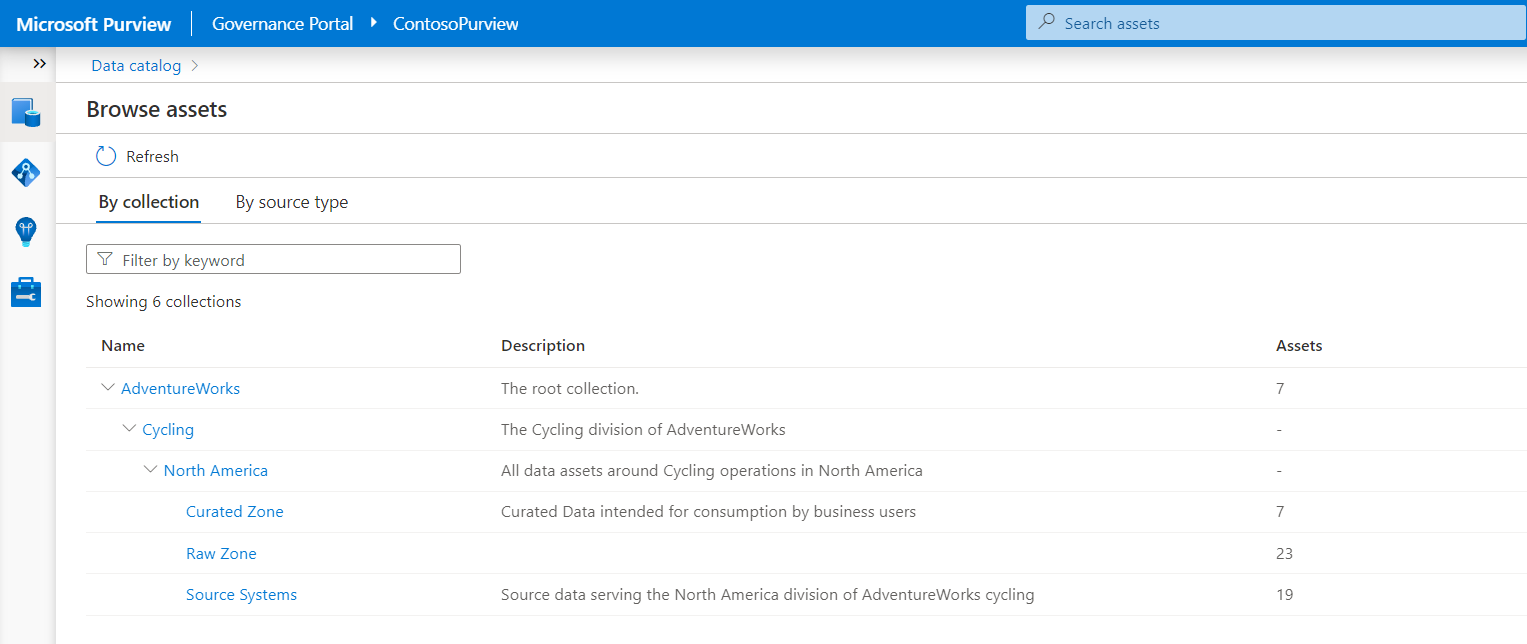 Microsoft Purview Governance Portal ContosoPurview Search assets
Data catalog
Browse assets
Refresh
By collection By source type
Filter by keyword
Showing 6 collections
Name Description Assets
AdventureWorks The root collection. 7
Cycling The Cycling division of AdventureWorks -
North America All data assets around Cycling operations in North America -
Curated Zone Curated Data intended for consumption by business users 7
Raw Zone 23
Source Systems Source data serving the North America division of AdventureWorks cycling 19